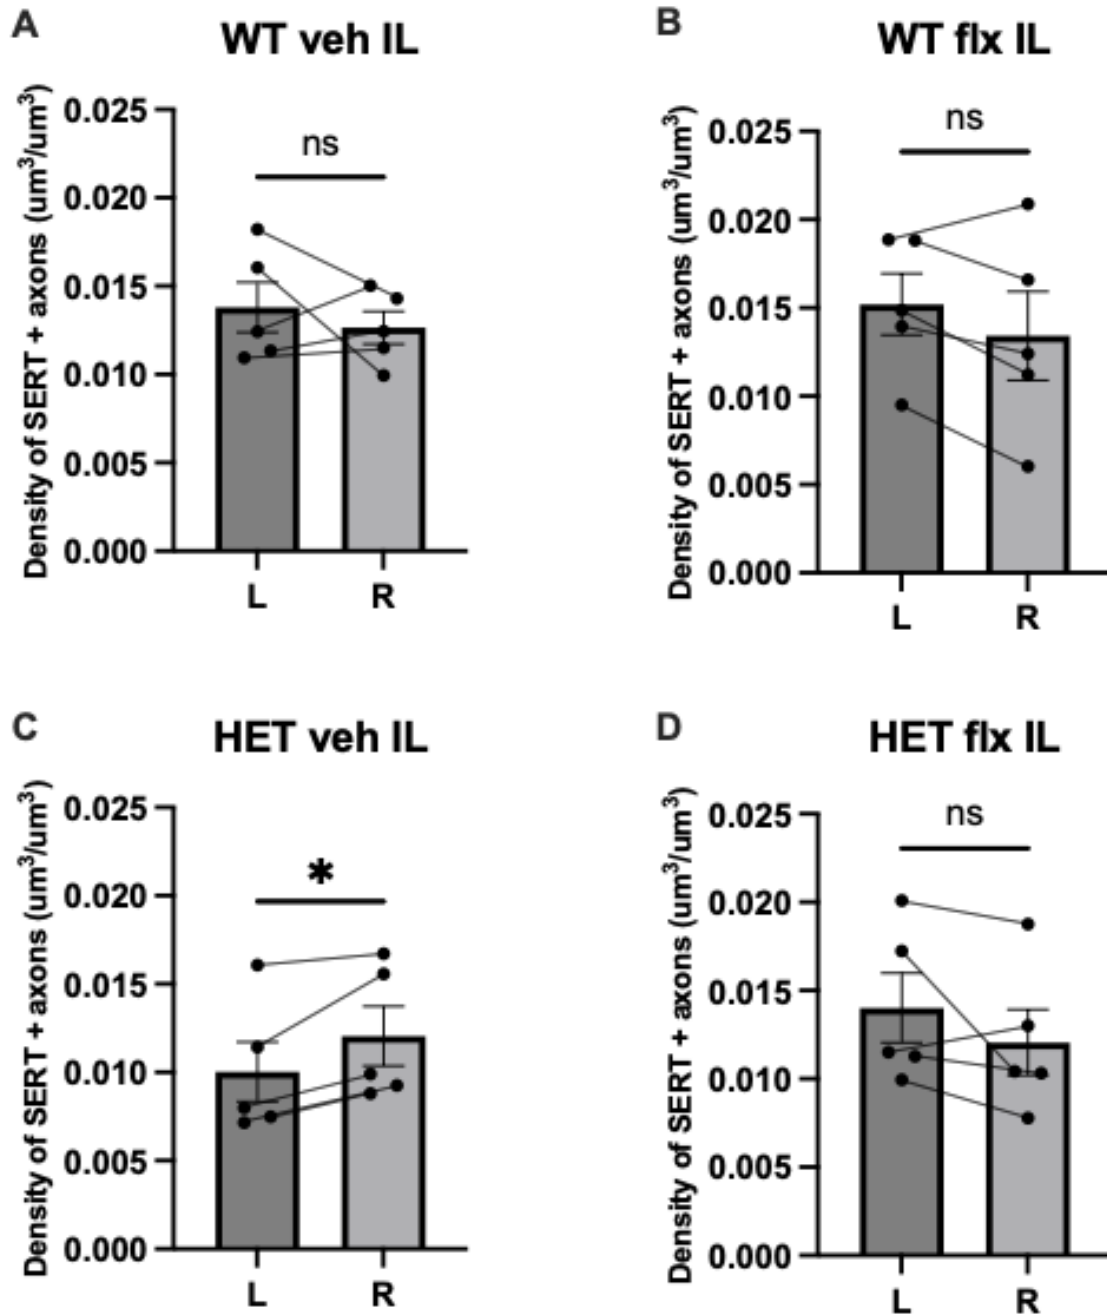 A
WT veh IL
Density of SERT + axons (um³/um³)
0.025
0.020
0.015
0.010
0.005
0.000
ns
L R
B
WT flx IL
Density of SERT + axons (um³/um³)
0.025
0.020
0.015
0.010
0.005
0.000
ns
L R
C
HET veh IL
Density of SERT + axons (um³/um³)
0.025
0.020
0.015
0.010
0.005
0.000
*
L R
D
HET flx IL
Density of SERT + axons (um³/um³)
0.025
0.020
0.015
0.010
0.005
0.000
ns
L R